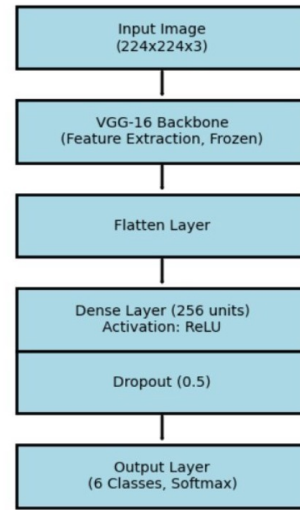 Input Image
(224x224x3)
VGG-16 Backbone
(Feature Extraction, Frozen)
Flatten Layer
Dense Layer (256 units)
Activation: ReLU
Dropout (0.5)
Output Layer
(6 Classes, Softmax)